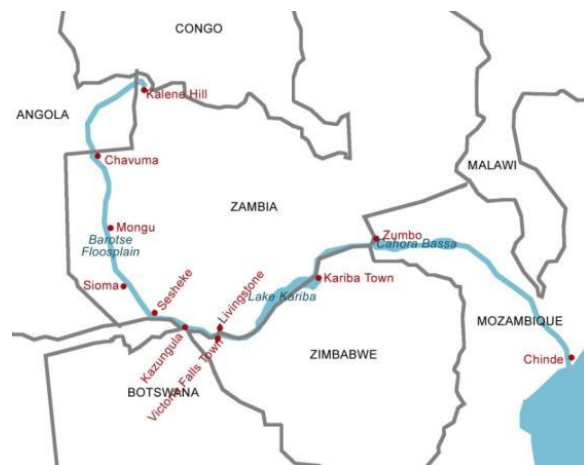 CONGO
Kalene Hill
ANGOLA
Chavuma
MALAWI
ZAMBIA
Mongu
Barotse
Floosplain
Zumbo
Cahora Bassa
Sioma
Sesheke
Livingstone
Kariba Town
Lake Kariba
MOZAMBIQUE
Kazungula
Victoria Falls Town
ZIMBABWE
Chinde
BOTSWANA